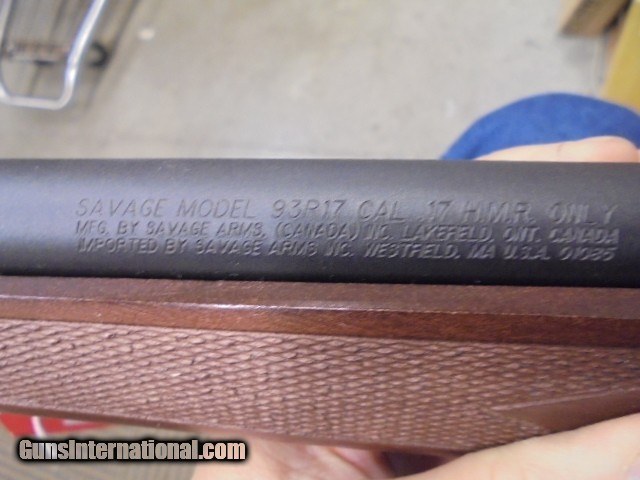 SAVAGE MODEL 93R17 CAL .17 H.M.R. ONLY
MFG. BY SAVAGE ARMS. (CANADA) INC. LAKEFIELD, ONT. CANADA
IMPORTED BY SAVAGE ARMS INC. WESTFIELD, MA U.S.A. 01085
GunsInternational.com